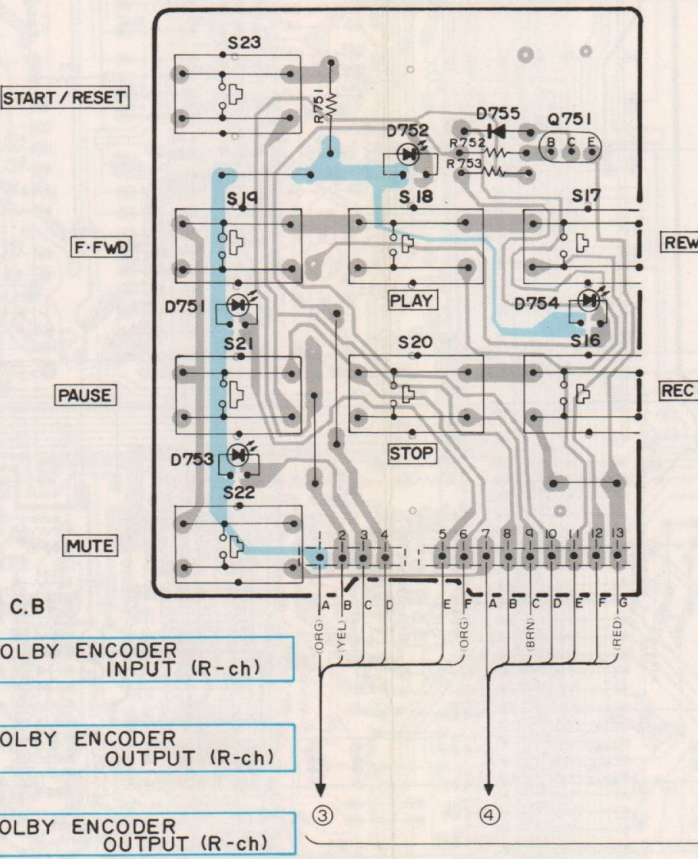 S23
START / RESET
R751
D755
Q751
D752
R752
B C E
R753
S19
S18
S17
F·FWD
REW
D751
PLAY
D754
S21
S20
S16
PAUSE
REC
D753
STOP
S22
MUTE
1 2 3 4 5 6 7 8 9 10 11 12 13
C.B
A B C D E F A B C D E F G
(ORG) (YEL) (ORG) (BRN) (RED)
OLBY ENCODER
INPUT (R-ch)
OLBY ENCODER
OUTPUT (R-ch)
③ ④
OLBY ENCODER
OUTPUT (R-ch)